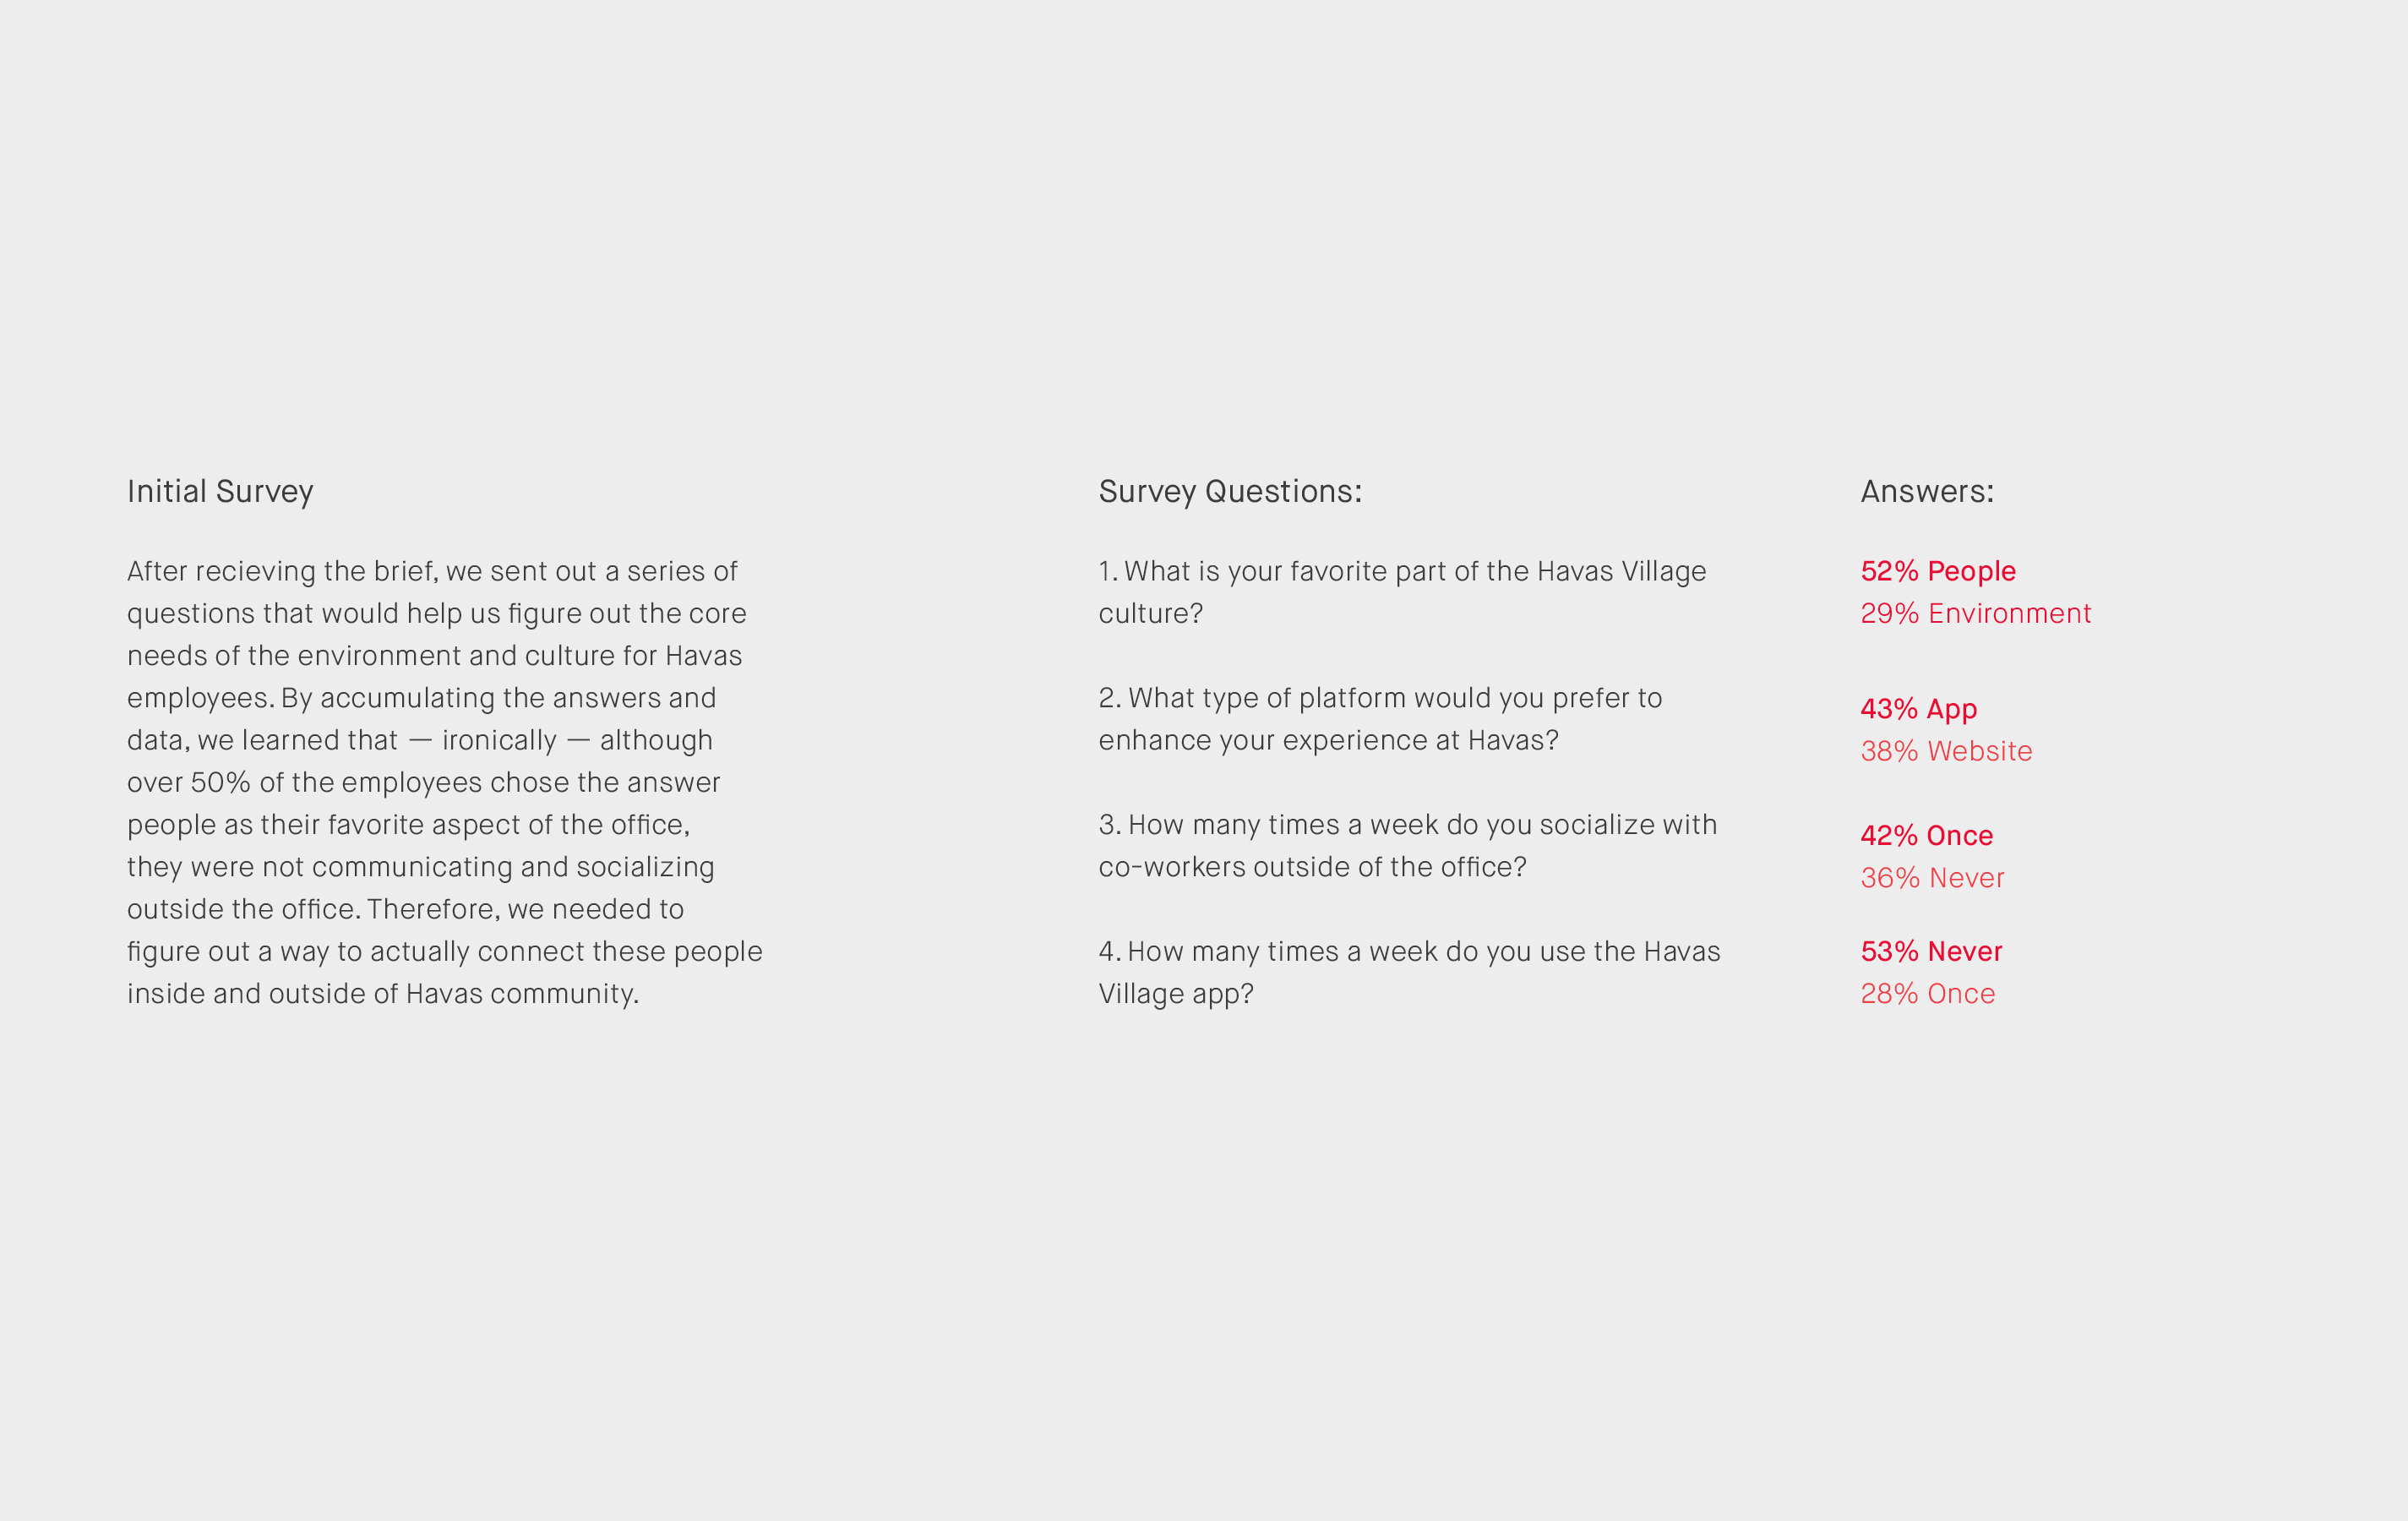 Initial Survey
After recieving the brief, we sent out a series of
questions that would help us figure out the core
needs of the environment and culture for Havas
employees. By accumulating the answers and
data, we learned that — ironically — although
over 50% of the employees chose the answer
people as their favorite aspect of the office,
they were not communicating and socializing
outside the office. Therefore, we needed to
figure out a way to actually connect these people
inside and outside of Havas community.
Survey Questions:
1. What is your favorite part of the Havas Village
culture?
2. What type of platform would you prefer to
enhance your experience at Havas?
3. How many times a week do you socialize with
co-workers outside of the office?
4. How many times a week do you use the Havas
Village app?
Answers:
52% People
29% Environment
43% App
38% Website
42% Once
36% Never
53% Never
28% Once